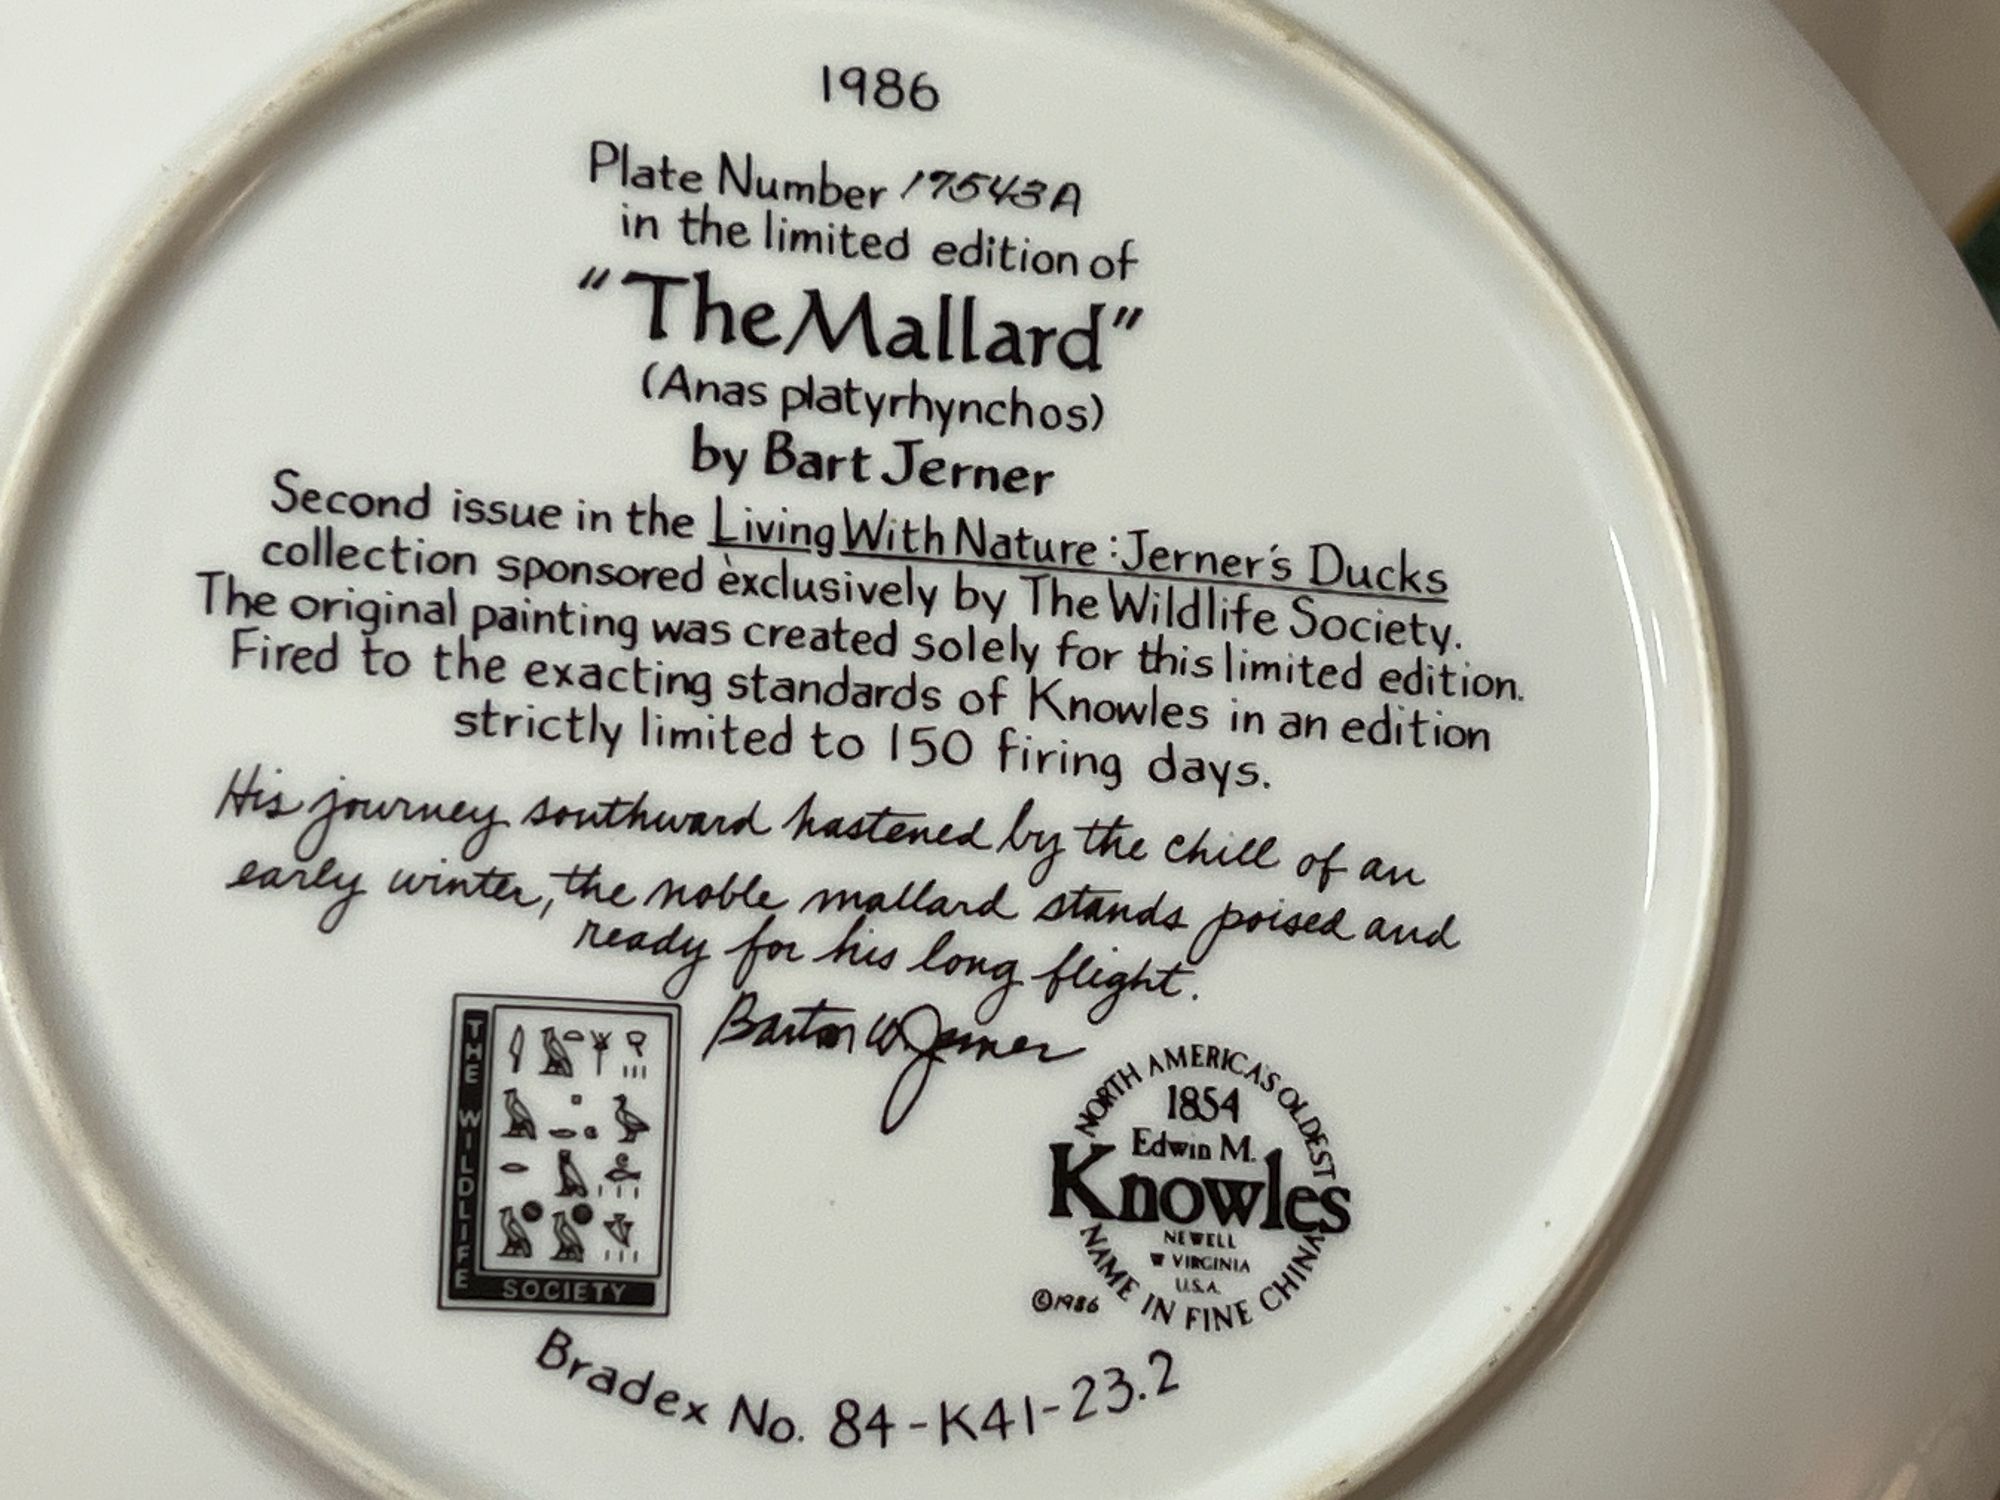 1986
Plate Number 17543A
in the limited edition of
"The Mallard"
(Anas platyrhynchos)
by Bart Jerner
Second issue in the Living With Nature: Jerner's Ducks
collection sponsored exclusively by The Wildlife Society.
The original painting was created solely for this limited edition.
Fired to the exacting standards of Knowles in an edition
strictly limited to 150 firing days.
His journey southward hastened by the chill of an
early winter, the noble mallard stands poised and
ready for his long flight.
Barton W Jerner
THE WILDLIFE
SOCIETY
NORTH AMERICA'S OLDEST
1854
Edwin M.
Knowles
NEWELL
W VIRGINIA
U.S.A.
NAME IN FINE CHINA
©1986
Bradex No. 84-K41-23.2